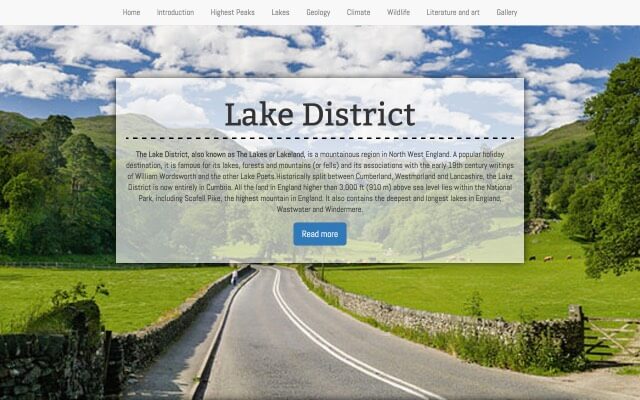 Home Introduction Highest Peaks Lakes Geology Climate Wildlife Literature and art Gallery
Lake District
The Lake District, also known as The Lakes or Lakeland, is a mountainous region in North West England. A popular holiday
destination, it is famous for its lakes, forests and mountains (or fells) and its associations with the early 19th century writings
of William Wordsworth and the other Lake Poets.Historically split between Cumberland, Westmorland and Lancashire, the Lake
District is now entirely in Cumbria. All the land in England higher than 3,000 ft (910 m) above sea level lies within the National
Park, including Scafell Pike, the highest mountain in England. It also contains the deepest and longest lakes in England,
Wastwater and Windermere.
Read more